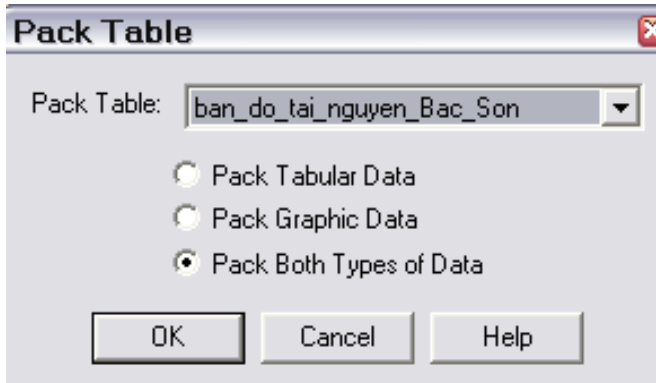 Pack Table
Pack Table: ban_do_tai_nguyen_Bac_Son
Pack Tabular Data
Pack Graphic Data
Pack Both Types of Data
OK Cancel Help